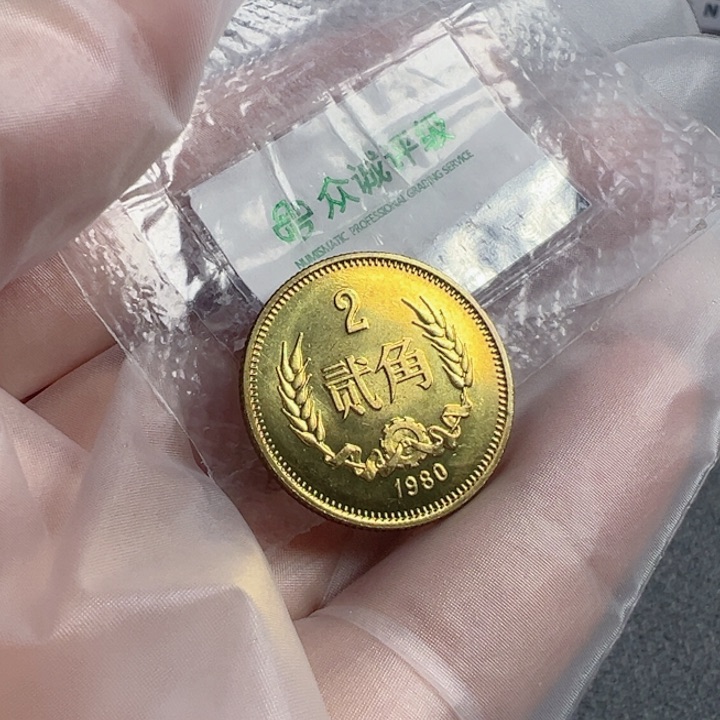 众诚评级
NUMISMATIC PROFESSIONAL GRADING SERVICE
2
贰角
1980